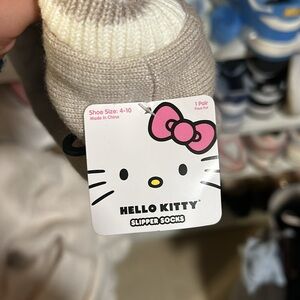 Shoe Size: 4-10
Made in China
1 Pair
HELLO KITTY
SLIPPER SOCKS